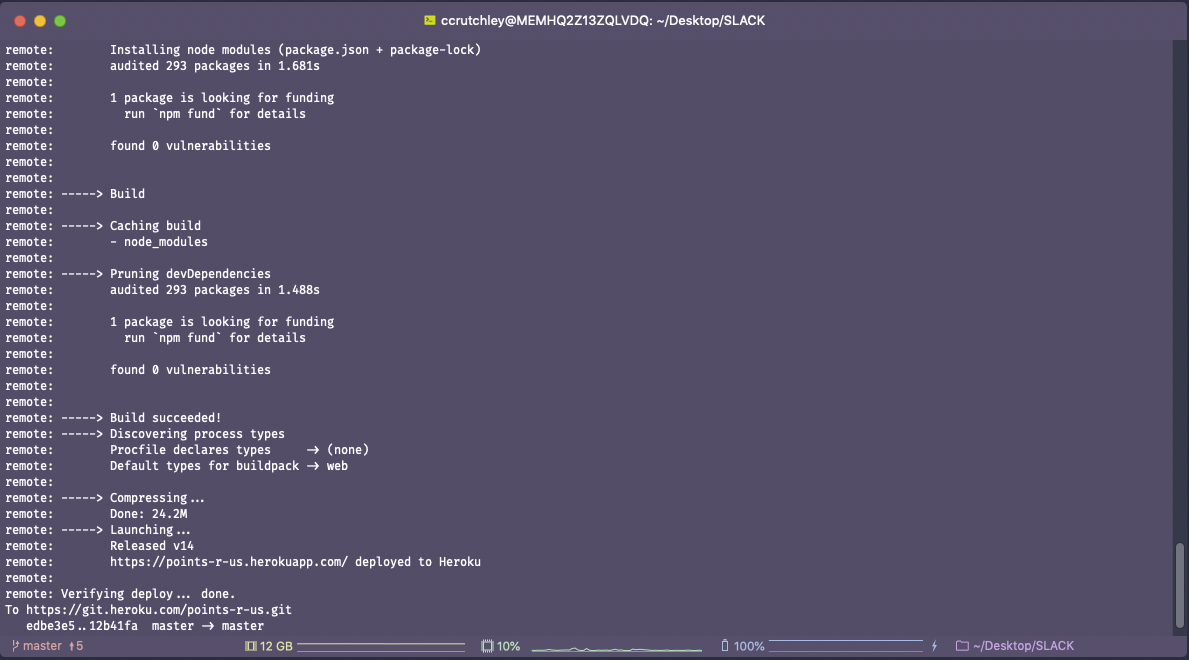 ccrutchley@MEMHQ2Z13ZQLVDQ: ~/Desktop/SLACK
remote:        Installing node modules (package.json + package-lock)
remote:        audited 293 packages in 1.681s
remote:
remote:        1 package is looking for funding
remote:          run `npm fund` for details
remote:
remote:        found 0 vulnerabilities
remote:
remote:
remote: -----> Build
remote:
remote: -----> Caching build
remote:        - node_modules
remote:
remote: -----> Pruning devDependencies
remote:        audited 293 packages in 1.488s
remote:
remote:        1 package is looking for funding
remote:          run `npm fund` for details
remote:
remote:        found 0 vulnerabilities
remote:
remote:
remote: -----> Build succeeded!
remote: -----> Discovering process types
remote:        Procfile declares types     -> (none)
remote:        Default types for buildpack -> web
remote:
remote: -----> Compressing...
remote:        Done: 24.2M
remote: -----> Launching...
remote:        Released v14
remote:        https://points-r-us.herokuapp.com/ deployed to Heroku
remote:
remote: Verifying deploy... done.
To https://git.heroku.com/points-r-us.git
   edbe3e5..12b41fa  master -> master
master ↑5 12 GB 10% 100% ~/Desktop/SLACK